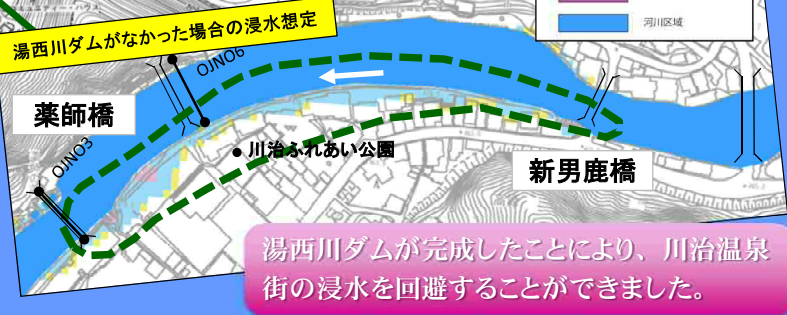 湯西川ダムがなかった場合の浸水想定
河川区域
OJNO6
薬師橋
OJNO3
川治ふれあい公園
新男鹿橋
湯西川ダムが完成したことにより、川治温泉
街の浸水を回避することができました。